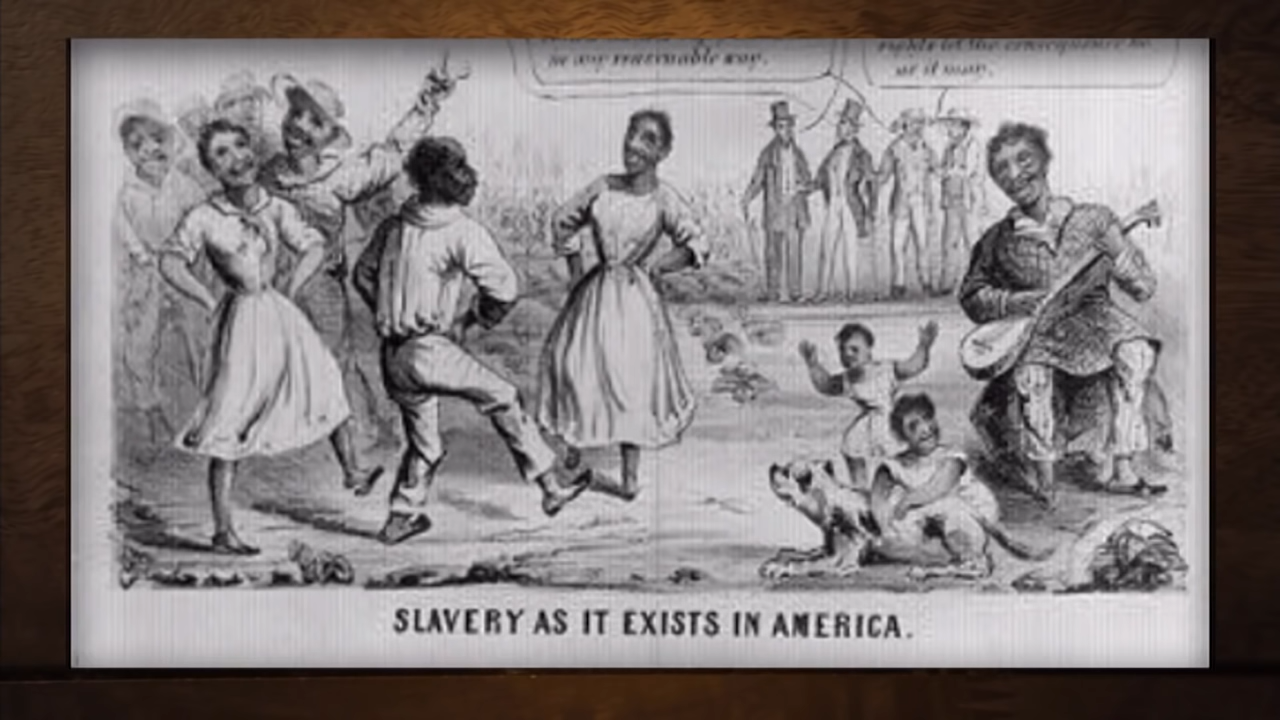 in any reasonable way.
rights let the consequence be
as it may.
SLAVERY AS IT EXISTS IN AMERICA.